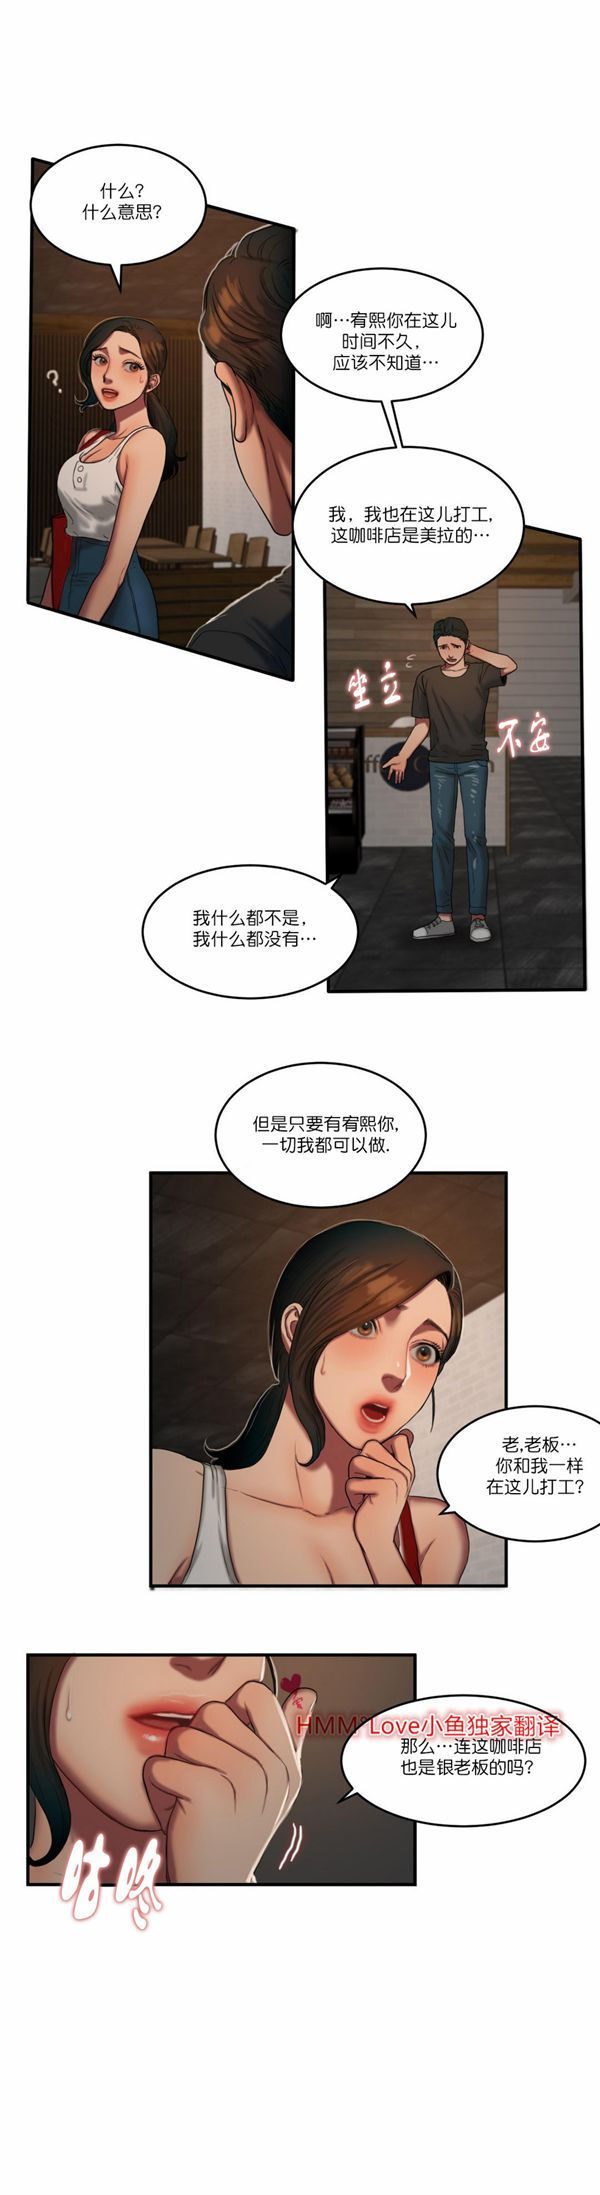 什么?
什么意思?
?
啊…宥熙你在这儿
时间不久，
应该不知道…
我，我也在这儿打工,
这咖啡店是美拉的…
坐立
不安
我什么都不是，
我什么都没有…
但是只要有宥熙你,
一切我都可以做.
老,老板…
你和我一样
在这儿打工?
HMM°Love小鱼独家翻译
那么…连这咖啡店
也是银老板的吗?
咕咚